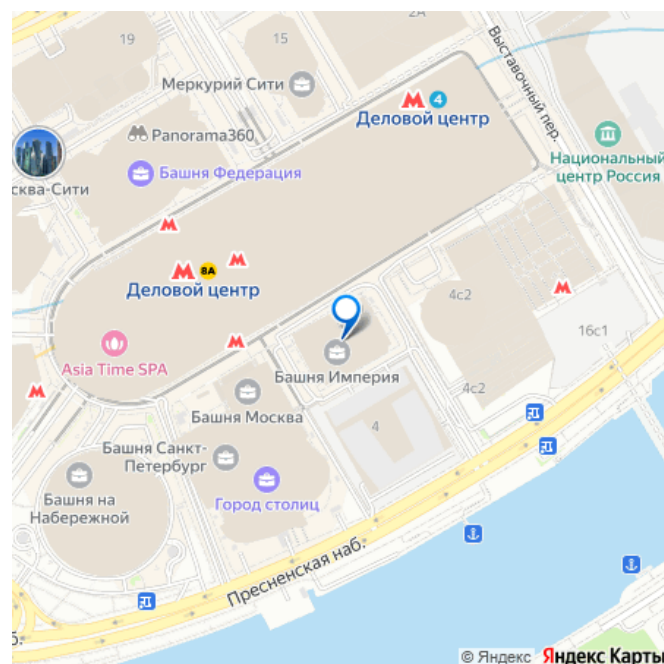 2А
19
15
Выставочный пер.
Меркурий Сити
4
Деловой центр
Panorama360
Национальный
центр Россия
сква-Сити
Башня Федерация
8А
Деловой центр
4с2
16с1
Asia Time SPA
Башня Империя
4с2
Башня Москва
4
Башня Санкт-
Петербург
Башня на
Набережной
Город столиц
Пресненская наб.
б.
© Яндекс Яндекс Карты